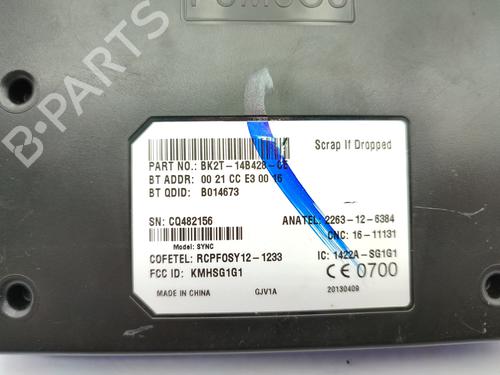 Scrap If Dropped
PART NO.: BK2T-14B428-CE
BT ADDR: 00 21 CC E3 00 16
BT QDID: B014673
SN: CQ482156
ANATEL: 2263-12-6384
CNC: 16-11131
Model: SYNC
COFETEL: RCPFOSY12-1233
IC: 1422A-SG1G1
FCC ID: KMHSG1G1
CE 0700
MADE IN CHINA
GJV1A
20130409